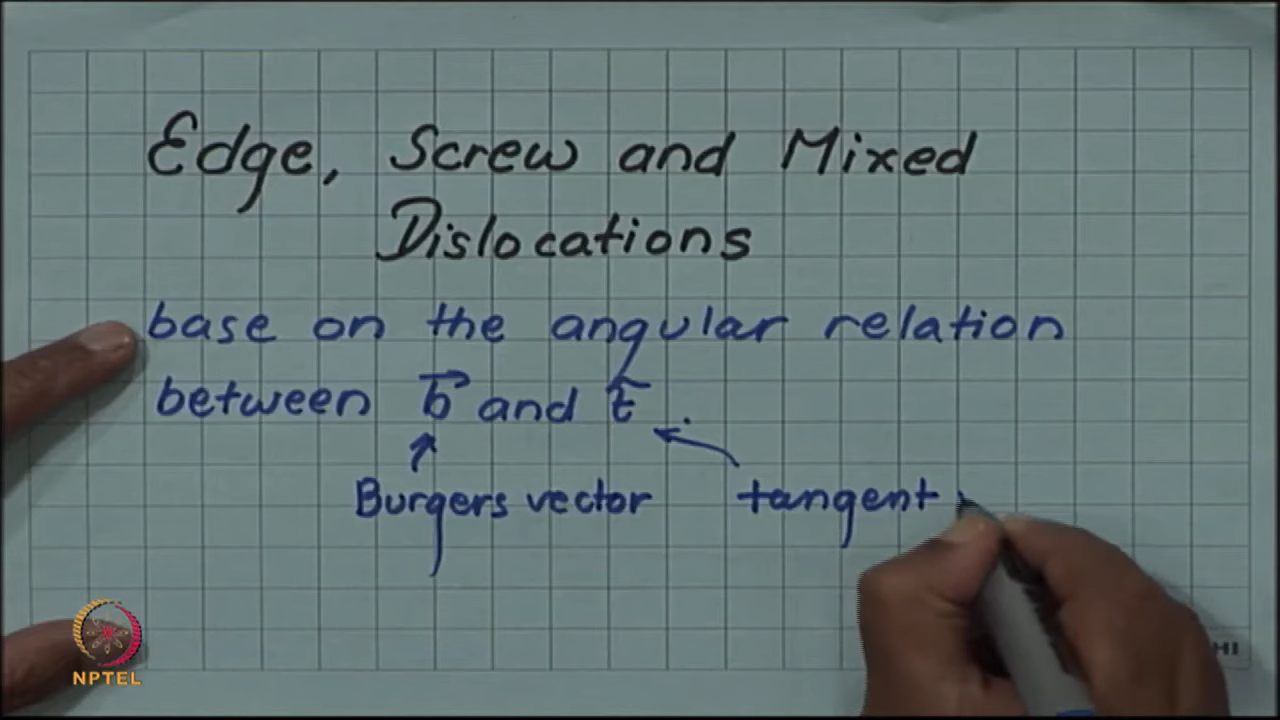 Edge, Screw and Mixed
Dislocations
base on the angular relation
between b and t.
Burgers vector tangent
NPTEL